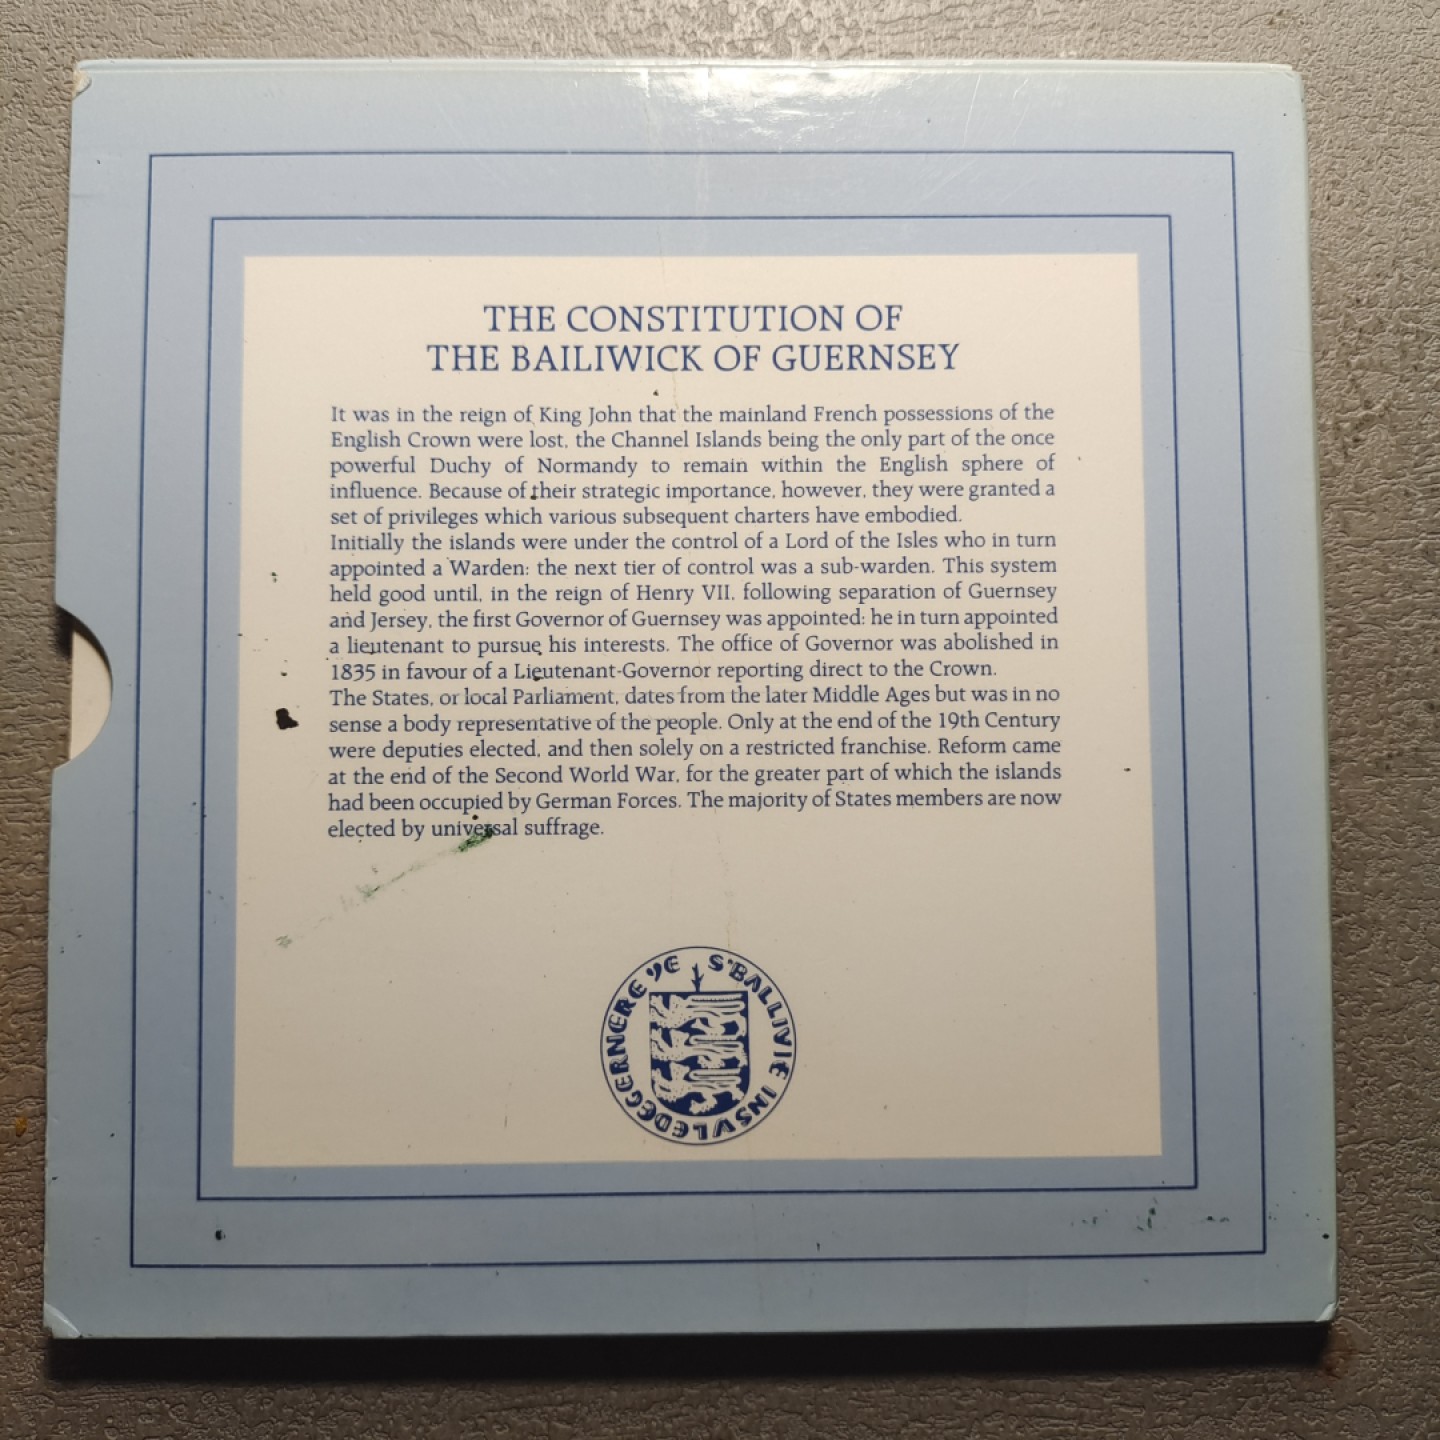 THE CONSTITUTION OF
THE BAILIWICK OF GUERNSEY
It was in the reign of King John that the mainland French possessions of the
English Crown were lost, the Channel Islands being the only part of the once
powerful Duchy of Normandy to remain within the English sphere of
influence. Because of their strategic importance, however, they were granted a
set of privileges which various subsequent charters have embodied.
Initially the islands were under the control of a Lord of the Isles who in turn
appointed a Warden: the next tier of control was a sub-warden. This system
held good until, in the reign of Henry VII, following separation of Guernsey
and Jersey, the first Governor of Guernsey was appointed: he in turn appointed
a lieutenant to pursue his interests. The office of Governor was abolished in
1835 in favour of a Lieutenant-Governor reporting direct to the Crown.
The States, or local Parliament, dates from the later Middle Ages but was in no
sense a body representative of the people. Only at the end of the 19th Century
were deputies elected, and then solely on a restricted franchise. Reform came
at the end of the Second World War, for the greater part of which the islands
had been occupied by German Forces. The majority of States members are now
elected by universal suffrage.
S'BALLIVIE INSVLE DE GERNEREYE